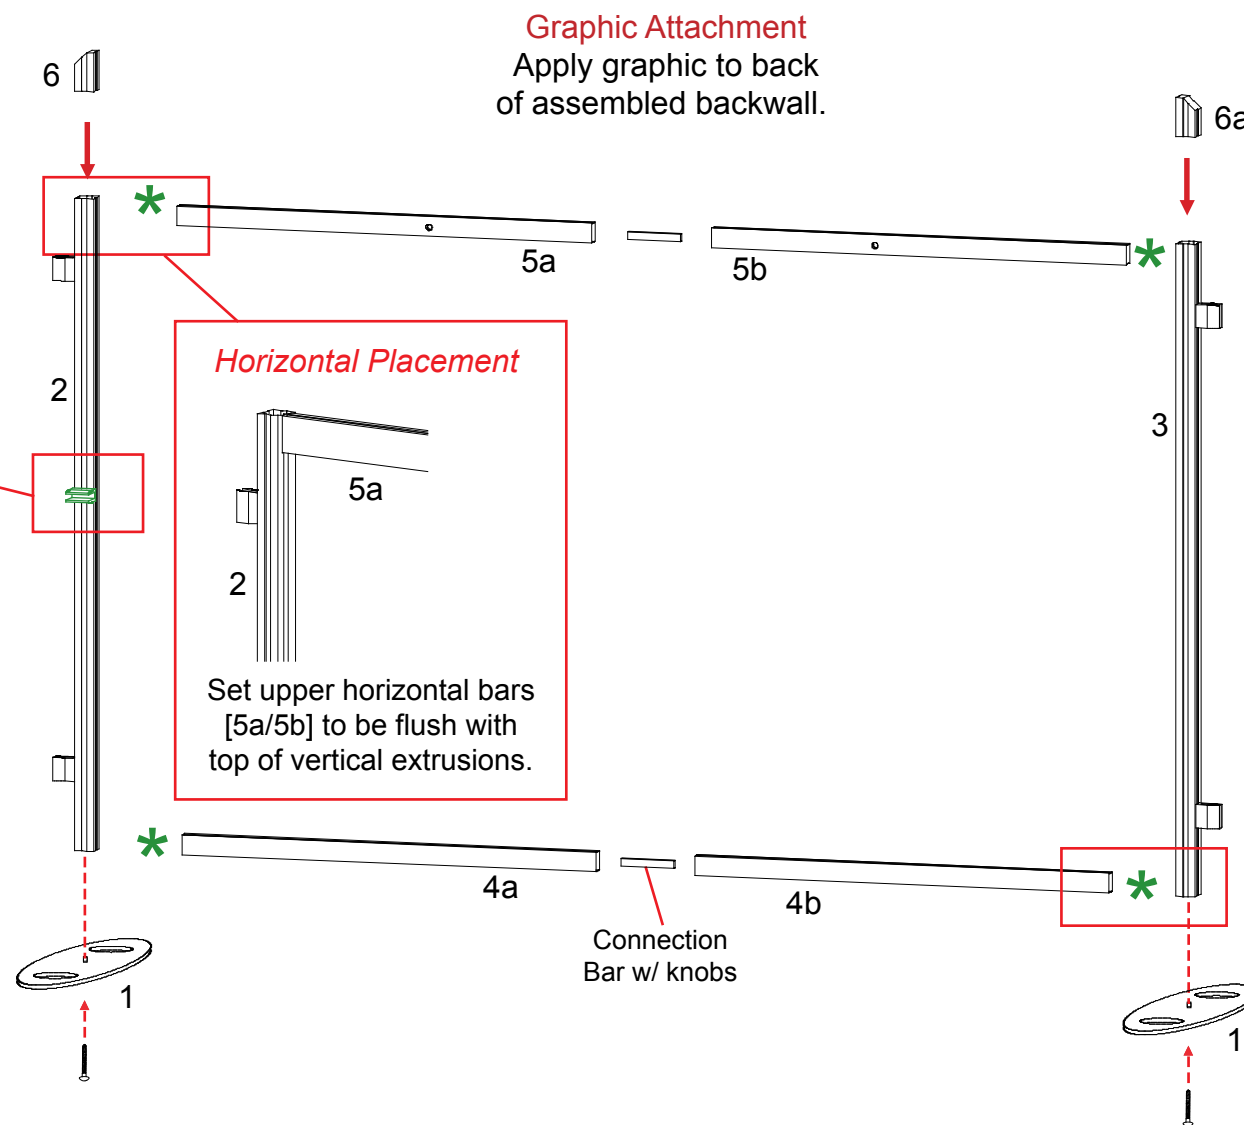 Graphic Attachment
Apply graphic to back
of assembled backwall.
6
6a
*
*
5a
5b
Horizontal Placement
2
3
5a
2
Set upper horizontal bars
[5a/5b] to be flush with
top of vertical extrusions.
*
*
4a
4b
Connection
Bar w/ knobs
1
1